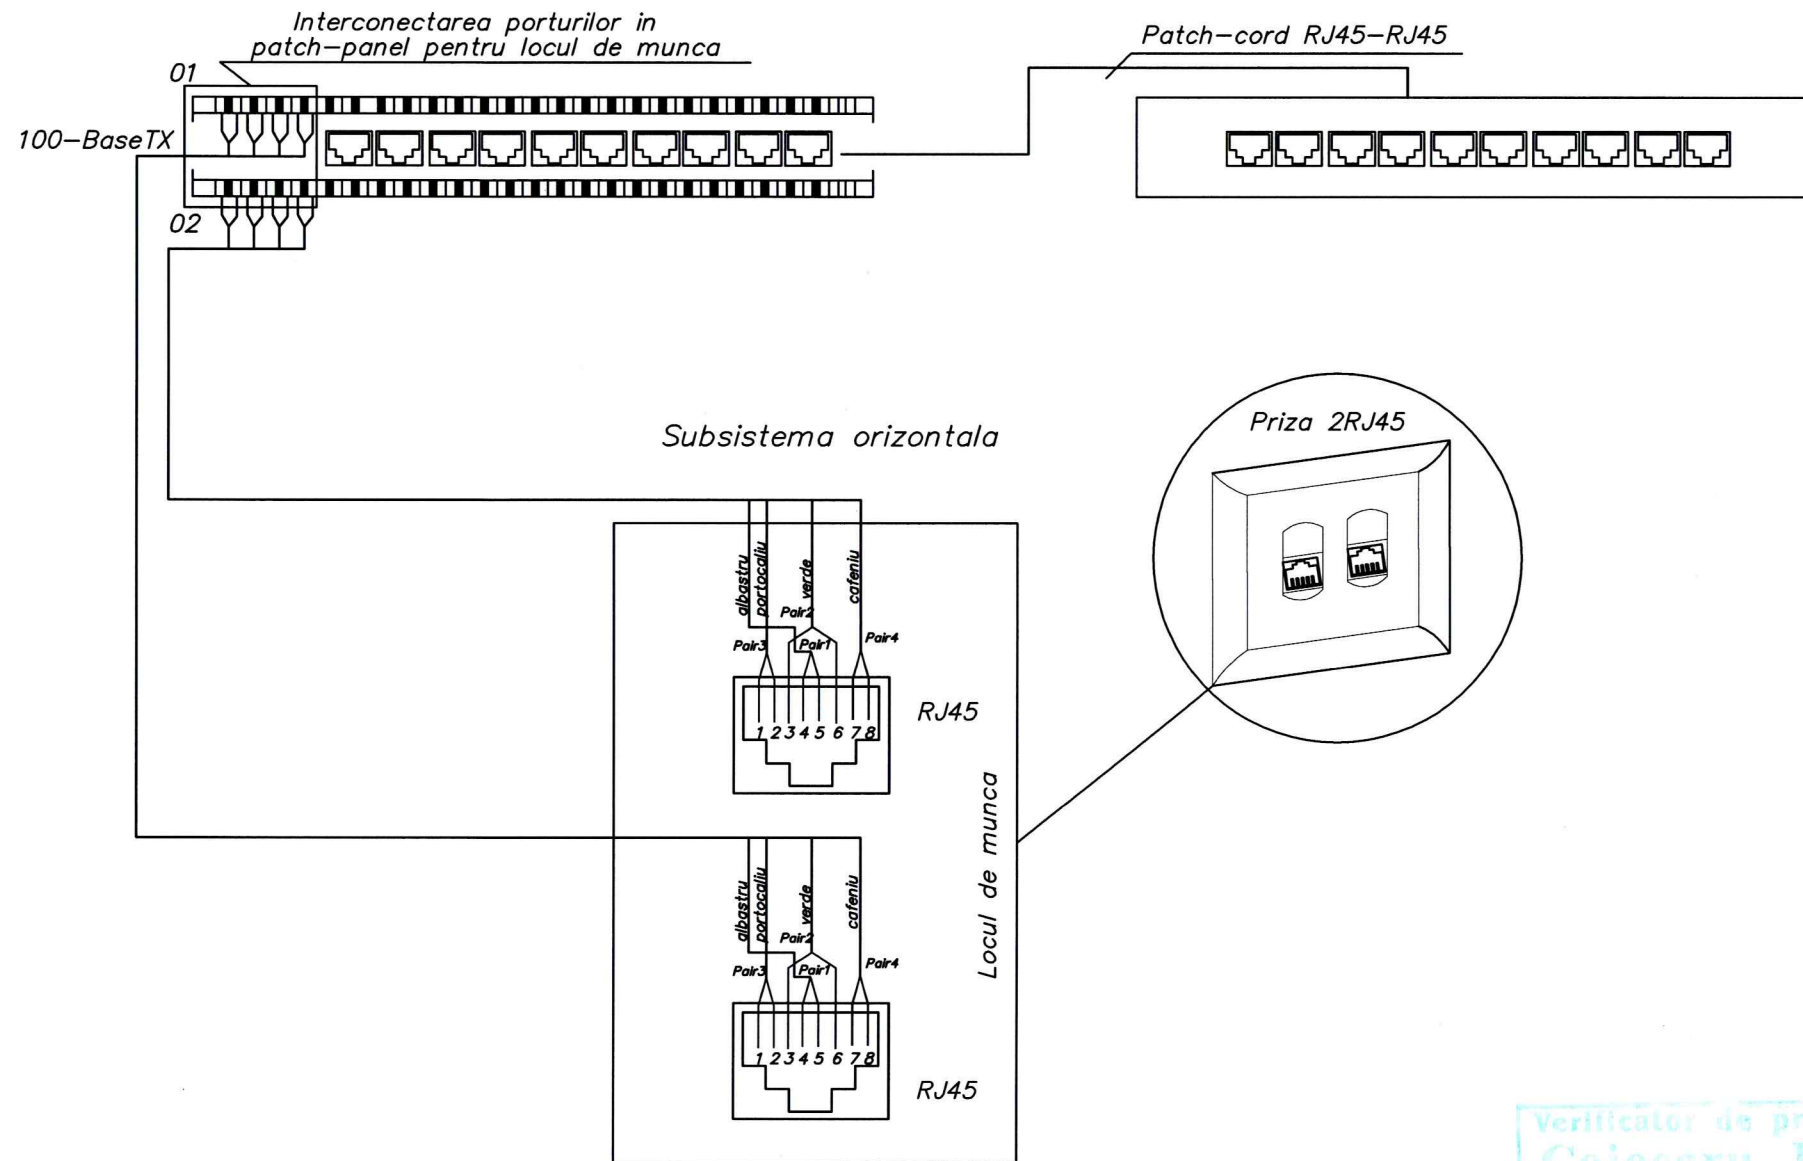 Interconectarea porturilor in
patch-panel pentru locul de munca
Patch-cord RJ45-RJ45
01
100-BaseTX
02
Subsistema orizontala
Priza 2RJ45
albastru
portocaliu
verde
cafeniu
Pair2
Pair3
Pair1
Pair4
RJ45
1 2 3 4 5 6 7 8
Locul de munca
albastru
portocaliu
verde
cafeniu
Pair2
Pair3
Pair1
Pair4
1 2 3 4 5 6 7 8
RJ45
Verificator de